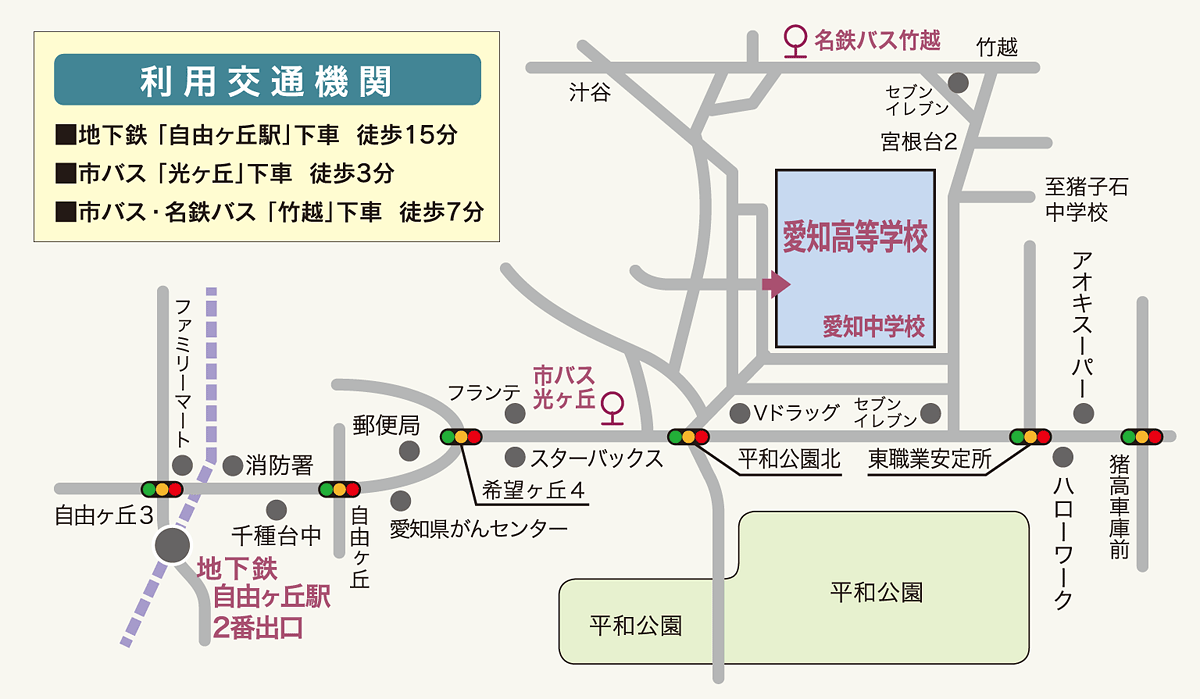 利用交通機関
■地下鉄「自由ヶ丘駅」下車 徒歩15分
■市バス「光ヶ丘」下車 徒歩3分
■市バス・名鉄バス「竹越」下車 徒歩7分
名鉄バス竹越
竹越
汁谷
セブン
イレブン
宮根台2
至猪子石
中学校
愛知高等学校
愛知中学校
アオキスーパー
ファミリーマート
フランテ
市バス
光ヶ丘
郵便局
Vドラッグ
セブン
イレブン
消防署
スターバックス
平和公園北
東職業安定所
希望ヶ丘4
自由ヶ丘3
千種台中
自由ヶ丘
愛知県がんセンター
ハローワーク
猪高車庫前
地下鉄
自由ヶ丘駅
2番出口
平和公園
平和公園